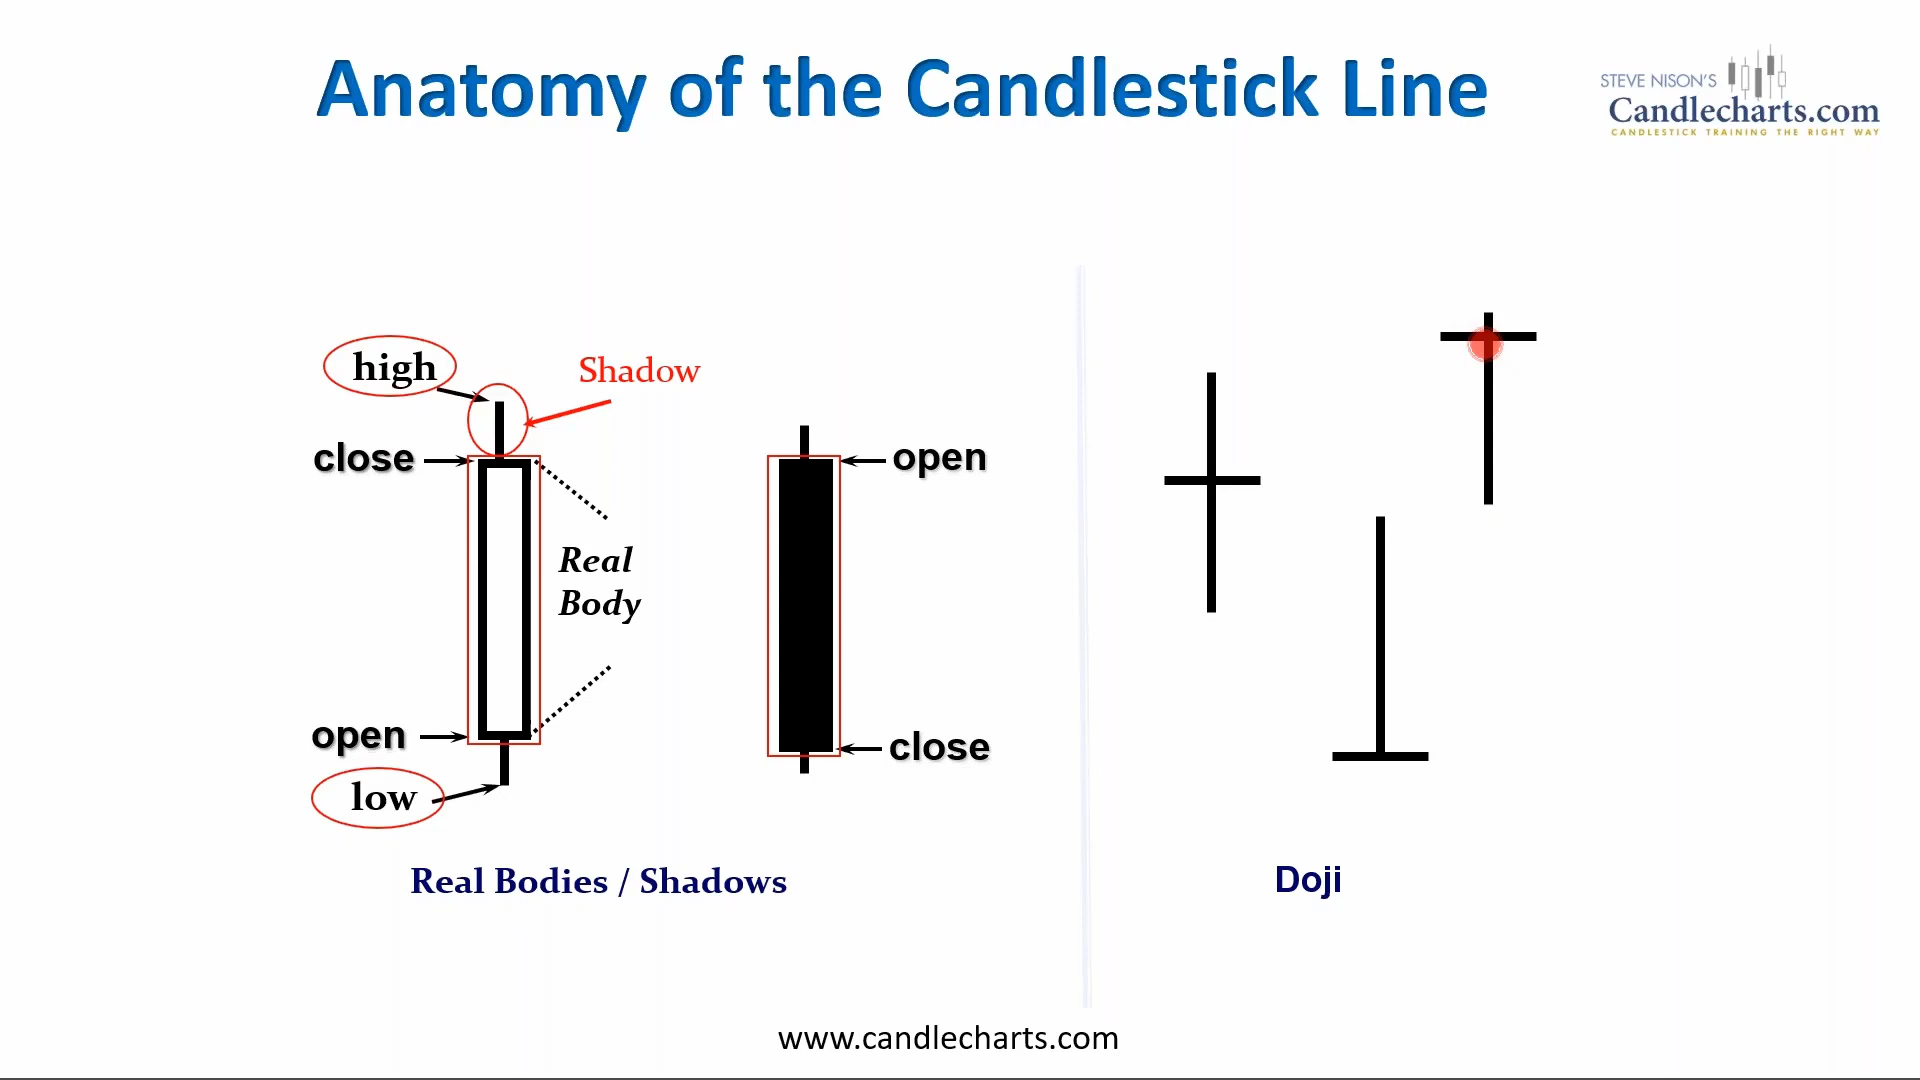 Anatomy of the Candlestick Line
STEVE NISON'S
Candlecharts.com
CANDLESTICK TRAINING THE RIGHT WAY
high
Shadow
close
open
Real
Body
open
close
low
Real Bodies / Shadows
Doji
www.candlecharts.com